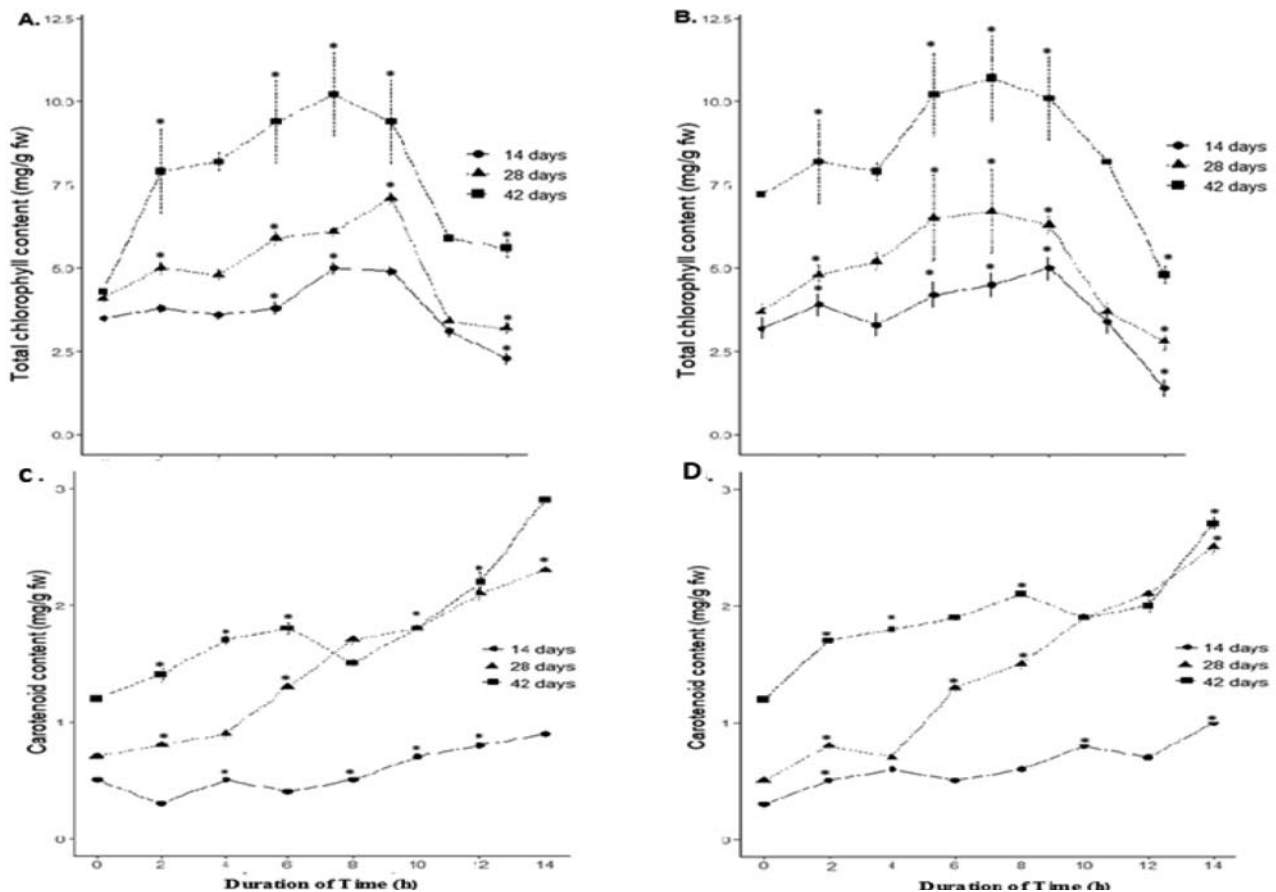 A.
12.5
10.0
7.5
5.0
2.5
0.0
Total chlorophyll content (mg/g fw)
14 days
28 days
42 days
B.
12.5
10.0
7.5
5.0
2.5
0.0
Total chlorophyll content (mg/g fw)
14 days
28 days
42 days
C.
3
2
1
0
Carotenoid content (mg/g fw)
14 days
28 days
42 days
0 2 4 6 8 10 12 14
Duration of Time (h)
D.
3
2
1
0
Carotenoid content (mg/g fw)
14 days
28 days
42 days
0 2 4 6 8 10 12 14
Duration of Time (h)